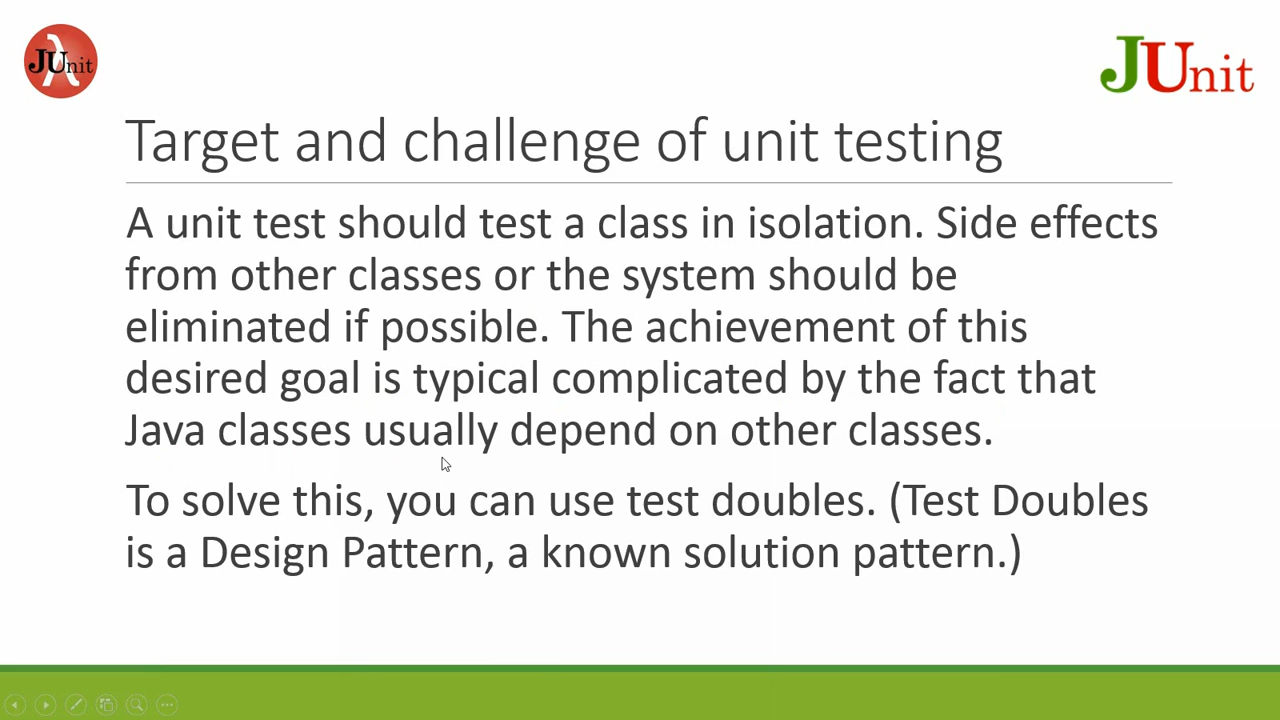 JUnit
λ
JUnit
Target and challenge of unit testing
A unit test should test a class in isolation. Side effects
from other classes or the system should be
eliminated if possible. The achievement of this
desired goal is typical complicated by the fact that
Java classes usually depend on other classes.
To solve this, you can use test doubles. (Test Doubles
is a Design Pattern, a known solution pattern.)